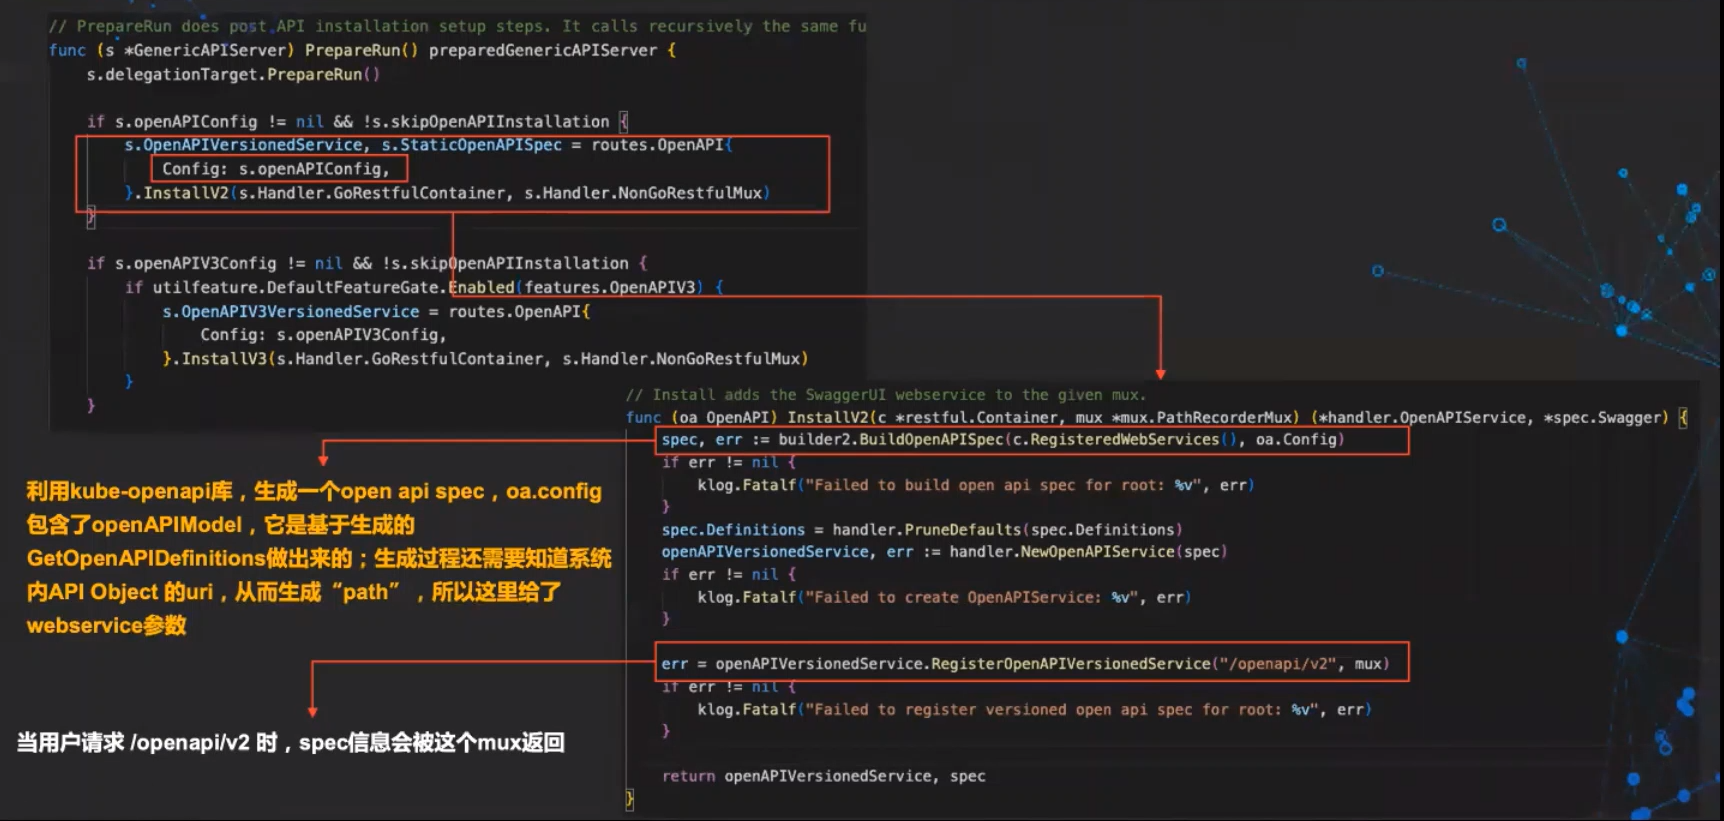 // PrepareRun does post API installation setup steps. It calls recursively the same fu
func (s *GenericAPIServer) PrepareRun() preparedGenericAPIServer {
s.delegationTarget.PrepareRun()
if s.openAPIConfig != nil && !s.skipOpenAPIInstallation {
s.OpenAPIVersionedService, s.StaticOpenAPISpec = routes.OpenAPI{
Config: s.openAPIConfig,
}.InstallV2(s.Handler.GoRestfulContainer, s.Handler.NonGoRestfulMux)
}
if s.openAPIV3Config != nil && !s.skipOpenAPIInstallation {
if utilfeature.DefaultFeatureGate.Enabled(features.OpenAPIV3) {
s.OpenAPIV3VersionedService = routes.OpenAPI{
Config: s.openAPIV3Config,
}.InstallV3(s.Handler.GoRestfulContainer, s.Handler.NonGoRestfulMux)
}
}
// Install adds the SwaggerUI webservice to the given mux.
func (oa OpenAPI) InstallV2(c *restful.Container, mux *mux.PathRecorderMux) (*handler.OpenAPIService, *spec.Swagger) {
spec, err := builder2.BuildOpenAPISpec(c.RegisteredWebServices(), oa.Config)
if err != nil {
klog.Fatalf("Failed to build open api spec for root: %v", err)
}
spec.Definitions = handler.PruneDefaults(spec.Definitions)
openAPIVersionedService, err := handler.NewOpenAPIService(spec)
if err != nil {
klog.Fatalf("Failed to create OpenAPIService: %v", err)
}
err = openAPIVersionedService.RegisterOpenAPIVersionedService("/openapi/v2", mux)
if err != nil {
klog.Fatalf("Failed to register versioned open api spec for root: %v", err)
}
return openAPIVersionedService, spec
}
利用kube-openapi库，生成一个open api spec，oa.config
包含了openAPIModel，它是基于生成的
GetOpenAPIDefinitions做出来的；生成过程还需要知道系统
内API Object 的uri，从而生成“path”，所以这里给了
webservice参数
当用户请求 /openapi/v2 时，spec信息会被这个mux返回